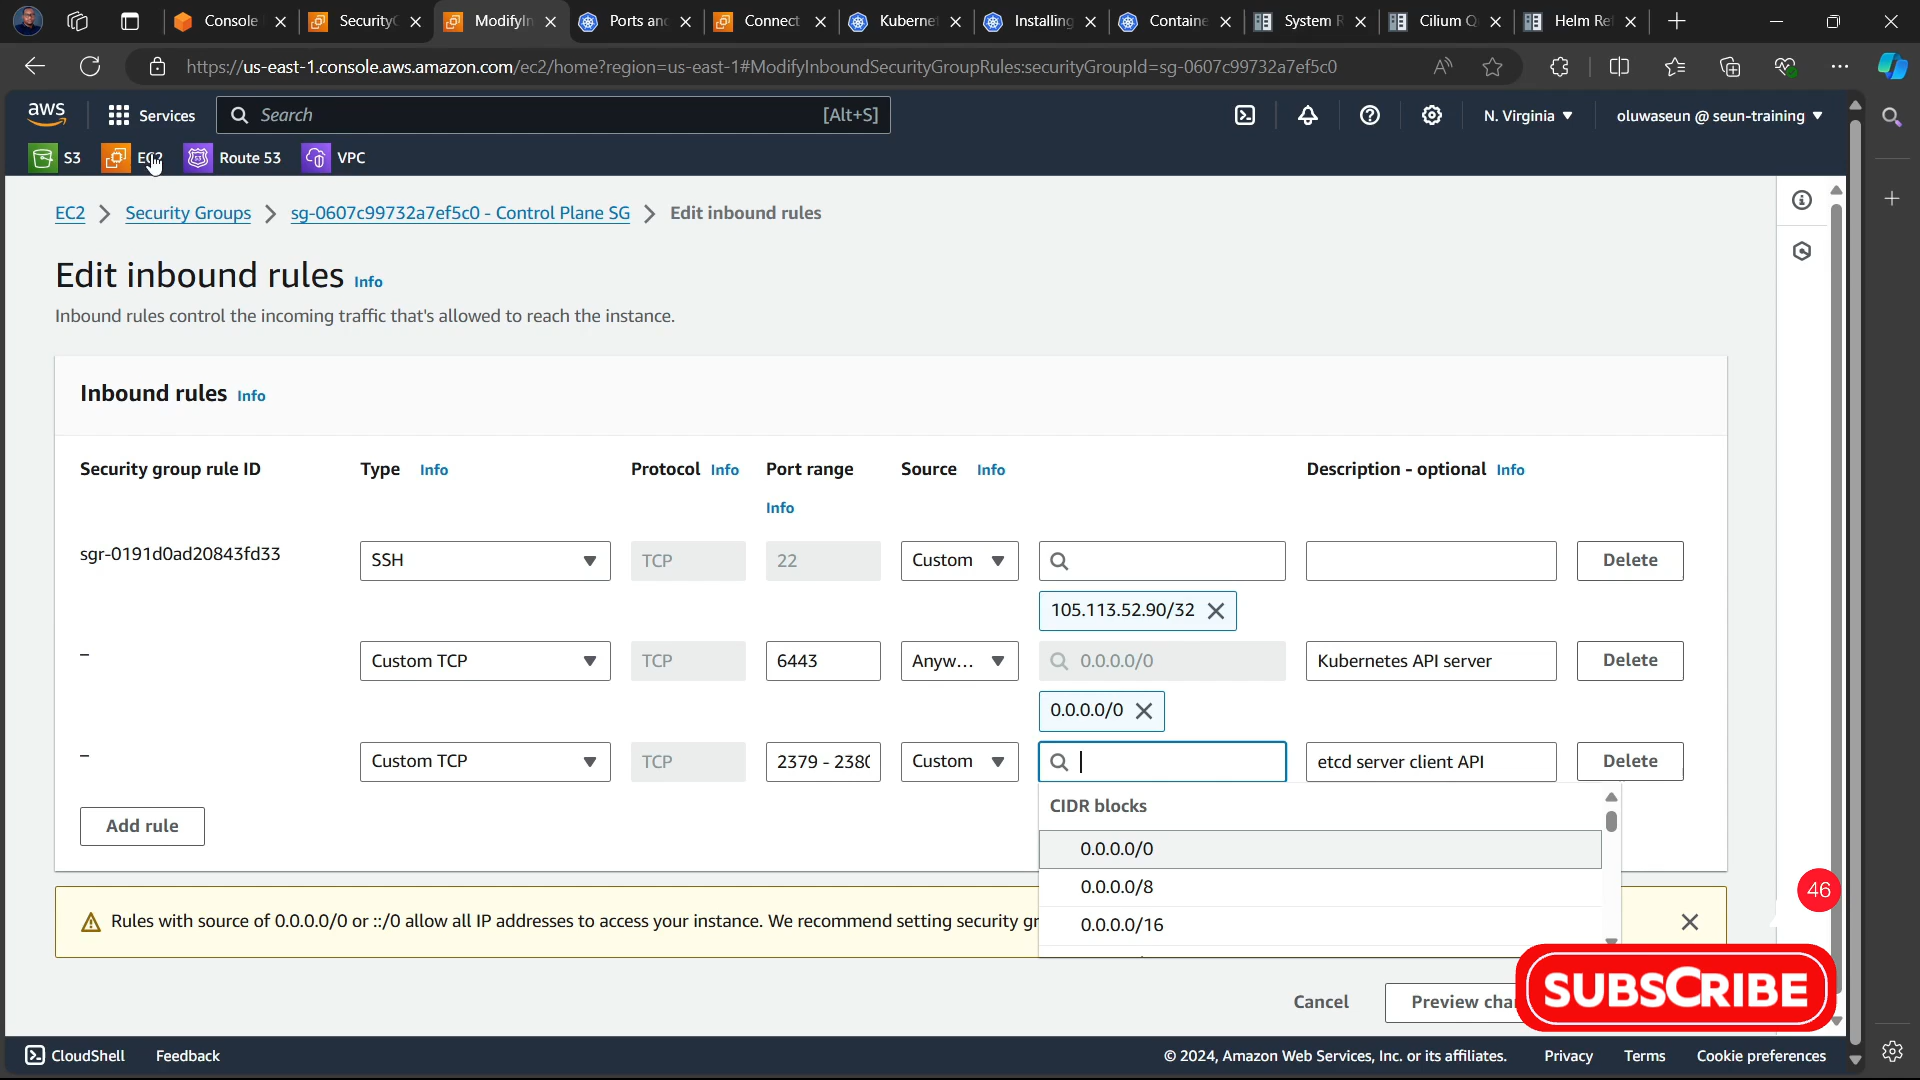 Console
Security
ModifyIn
Ports an
Connect
Kuberne
Installing
Containe
System R
Cilium Q
Helm Re
https://us-east-1.console.aws.amazon.com/ec2/home?region=us-east-1#ModifyInboundSecurityGroupRules:securityGroupId=sg-0607c99732a7ef5c0
aws
Services
Search
[Alt+S]
N. Virginia
oluwaseun @ seun-training
S3
EC2
Route 53
VPC
EC2
Security Groups
sg-0607c99732a7ef5c0 - Control Plane SG
Edit inbound rules
Edit inbound rules Info
Inbound rules control the incoming traffic that's allowed to reach the instance.
Inbound rules Info
Security group rule ID
Type Info
Protocol Info
Port range
Info
Source Info
Description - optional Info
sgr-0191d0ad20843fd33
SSH
TCP
22
Custom
Delete
105.113.52.90/32
–
Custom TCP
TCP
6443
Anyw...
0.0.0.0/0
Kubernetes API server
Delete
0.0.0.0/0
–
Custom TCP
TCP
2379 - 238
Custom
etcd server client API
Delete
CIDR blocks
0.0.0.0/0
0.0.0.0/8
0.0.0.0/16
Add rule
Rules with source of 0.0.0.0/0 or ::/0 allow all IP addresses to access your instance. We recommend setting security gr
46
Cancel
Preview cha
SUBSCRIBE
CloudShell
Feedback
© 2024, Amazon Web Services, Inc. or its affiliates.
Privacy
Terms
Cookie preferences